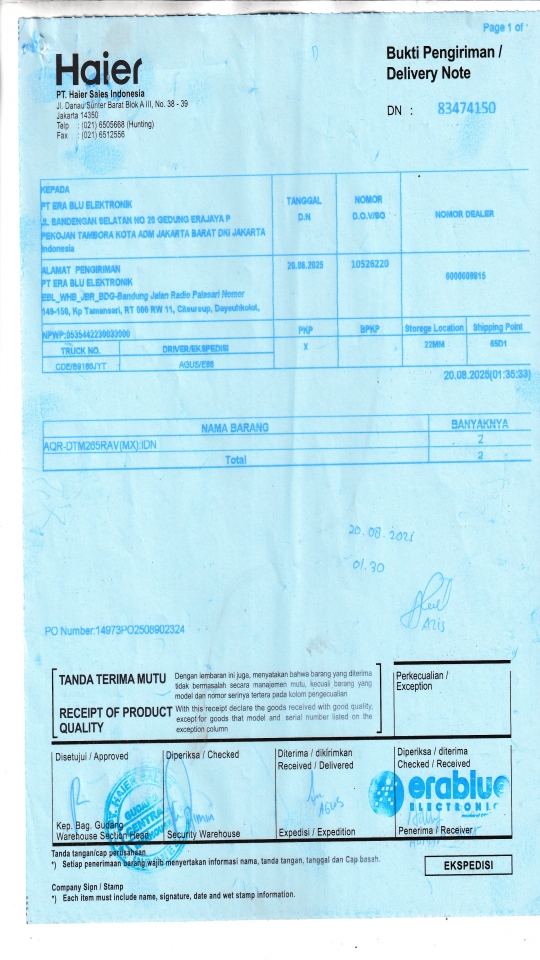 Page 1 of
Haier
PT. Haier Sales Indonesia
Jl. Danau Sunter Barat Blok A III, No. 38 - 39
Jakarta 14350
Telp : (021) 6505668 (Hunting)
Fax : (021) 6512556
Bukti Pengiriman /
Delivery Note
DN : 83474150
KEPADA
PT ERA BLU ELEKTRONIK
JL BANDENGAN SELATAN NO 20 GEDUNG ERAJAYA P
PEKOJAN TAMBORA KOTA ADM JAKARTA BARAT DKI JAKARTA
Indonesia
TANGGAL
D.N
NOMOR
D.O.V/SO
NOMOR DEALER
ALAMAT PENGIRIMAN
PT ERA BLU ELEKTRONIK
EBL_WHB_JBR_BDG-Bandung Jalan Radio Palasari Nomor
149-150, Kp Tamansari, RT 006 RW 11, Citeureup, Dayeuhkolot,
20.08.2025
10526220
6000608815
NPWP:0535442233033000
PKP
BPKP
Storege Location
Shipping Point
TRUCK NO.
DRIVER/EKSPEDISI
X
22MM
65D1
CDE/B9186JYT
AGUS/E88
20.08.2025(01:35:33)
NAMA BARANG
BANYAKNYA
AQR-DTM265RAV(MX):IDN
2
Total
2
20.08.2025
01.30
Azis
PO Number:14973PO2508902324
TANDA TERIMA MUTU
Dengan lembaran ini juga, menyatakan bahwa barang yang diterima
tidak bermasalah secara manajemen mutu, kecuali barang yang
model dan nomor serinya tertera pada kolom pengecualian
RECEIPT OF PRODUCT
QUALITY
With this receipt declare the goods received with good quality,
except for goods that model and serial number listed on the
exception column
Perkecualian /
Exception
Disetujui / Approved
Diperiksa / Checked
Diterima / dikirimkan
Received / Delivered
Diperiksa / diterima
Checked / Received
erablue
ELECTRONIC
HAIER
GUDANG
SENTRA
AGUS
Kep. Bag. Gudang
Warehouse Section Head
Security Warehouse
Expedisi / Expedition
Penerima / Receiver
Tanda tangan/cap perusahaan
*) Setiap penerimaan barang wajib menyertakan informasi nama, tanda tangan, tanggal dan Cap basah.
EKSPEDISI
Company Sign / Stamp
*) Each item must include name, signature, date and wet stamp information.